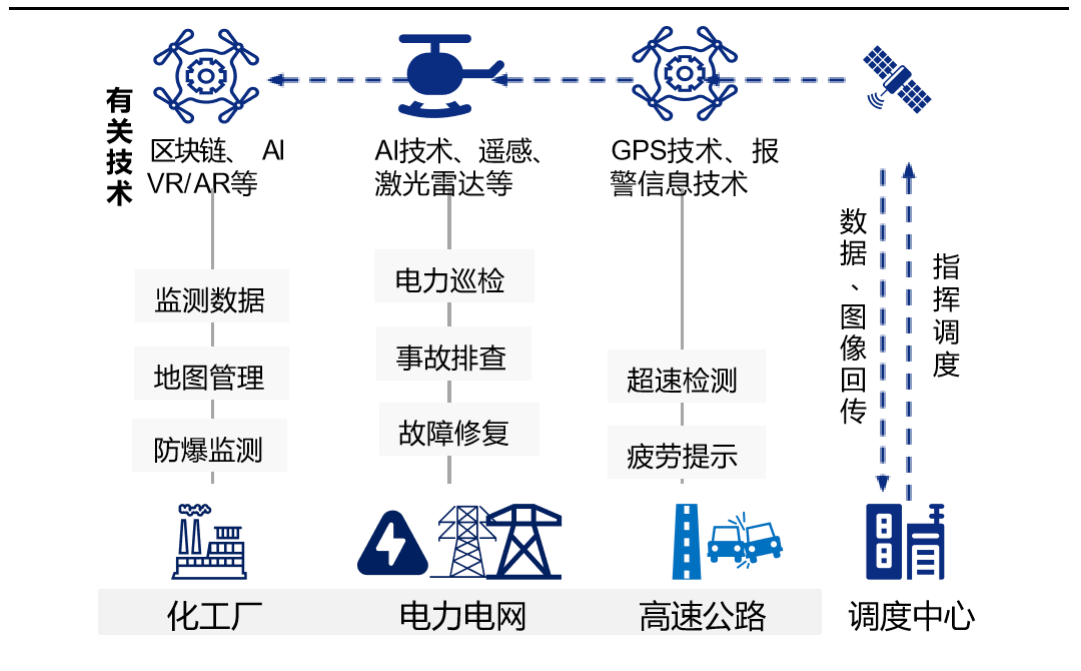 有关技术
区块链、 AI
VR/AR等
监测数据
地图管理
防爆监测
化工厂
AI技术、遥感、
激光雷达等
电力巡检
事故排查
故障修复
电力电网
GPS技术、报
警信息技术
超速检测
疲劳提示
高速公路
数据、图像回传
指挥调度
调度中心